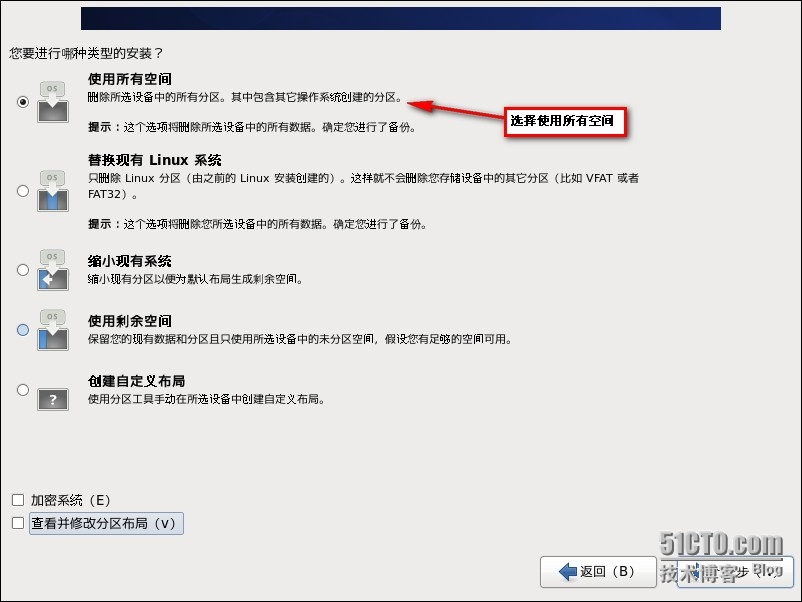 您要进行哪种类型的安装？
OS
使用所有空间
删除所选设备中的所有分区。其中包含其它操作系统创建的分区。
提示：这个选项将删除所选设备中的所有数据。确定您进行了备份。
选择使用所有空间
OS
替换现有 Linux 系统
只删除 Linux 分区（由之前的 Linux 安装创建的）。这样就不会删除您存储设备中的其它分区（比如 VFAT 或者
FAT32）。
提示：这个选项将删除您所选设备中的所有数据。确定您进行了备份。
OS
缩小现有系统
缩小现有分区以便为默认布局生成剩余空间。
OS
使用剩余空间
保留您的现有数据和分区且只使用所选设备中的未分区空间，假设您有足够的空间可用。
?
创建自定义布局
使用分区工具手动在所选设备中创建自定义布局。
加密系统（E）
查看并修改分区布局（v）
返回（B）
步
51CTO.com
技术博客 Blog